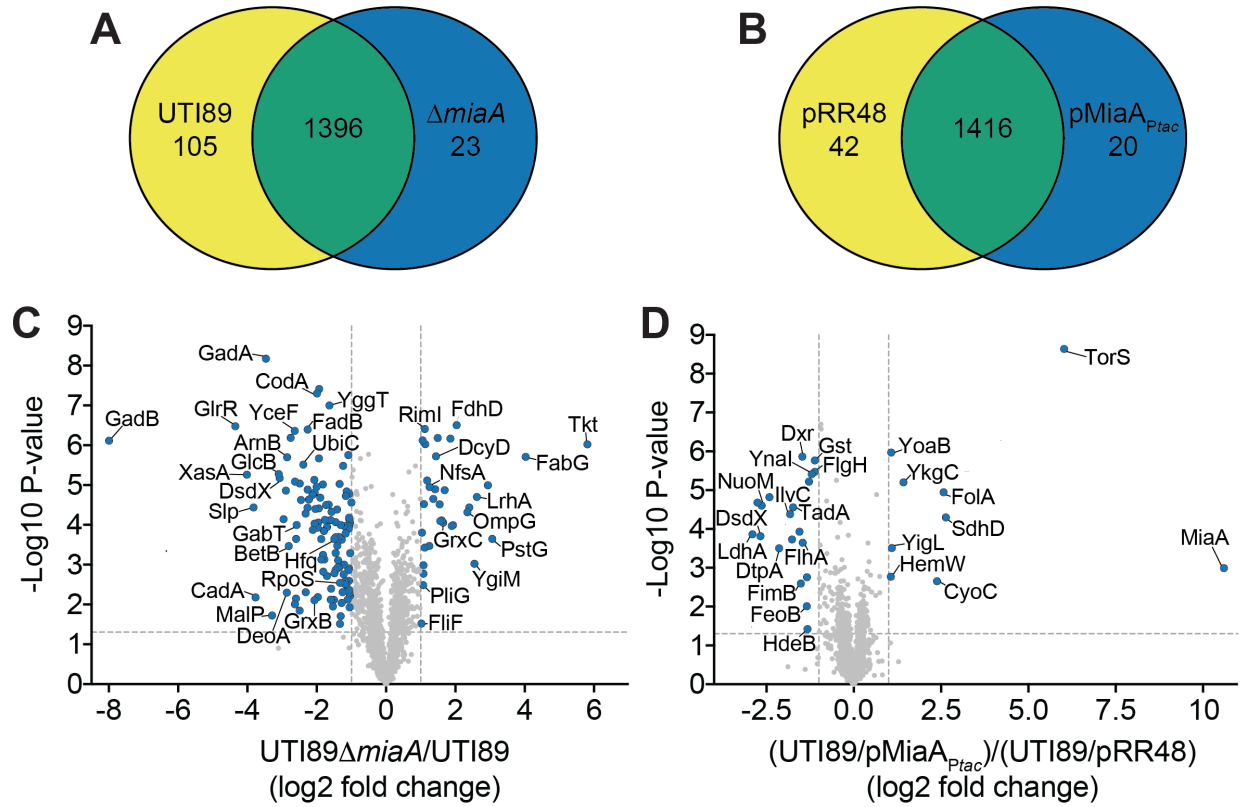 A
UTI89
105
1396
ΔmiaA
23
B
pRR48
42
1416
pMiaAPtac
20
C
-Log10 P-value
9
8
7
6
5
4
3
2
1
0
-8
-6
-4
-2
0
2
4
6
GadA
CodA
YggT
GlrR
YceF
FadB
GadB
ArnB
UbiC
GlcB
XasA
DsdX
Slp
GabT
BetB
Hfq
RpoS
CadA
MalP
GrxB
DeoA
RimI
FdhD
Tkt
DcyD
FabG
NfsA
LrhA
OmpG
GrxC
PstG
YgiM
PliG
FliF
UTI89ΔmiaA/UTI89
(log2 fold change)
D
-Log10 P-value
9
8
7
6
5
4
3
2
1
0
-2.5
0.0
2.5
5.0
7.5
10
TorS
Dxr
Gst
YoaB
YnaI
FlgH
YkgC
NuoM
IlvC
FolA
TadA
DsdX
SdhD
LdhA
FlhA
YigL
MiaA
DtpA
HemW
FimB
CyoC
FeoB
HdeB
(UTI89/pMiaAPtac)/(UTI89/pRR48)
(log2 fold change)